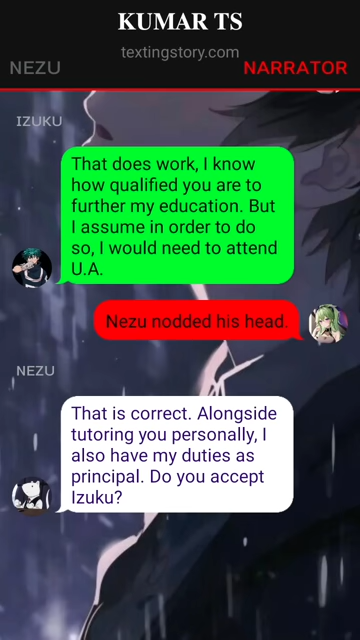 KUMAR TS
textingstory.com
NEZU
NARRATOR
IZUKU
That does work, I know
how qualified you are to
further my education. But
I assume in order to do
so, I would need to attend
U.A.
Nezu nodded his head.
NEZU
That is correct. Alongside
tutoring you personally, I
also have my duties as
principal. Do you accept
Izuku?